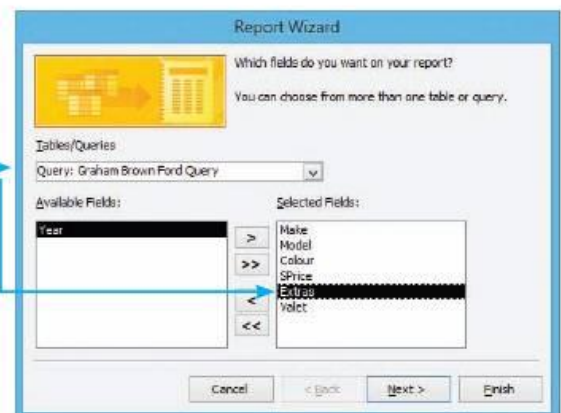 Report Wizard
Which fields do you want on your report?
You can choose from more than one table or query.
Tables/Queries
Query: Graham Brown Ford Query
Available Fields:
Selected Fields:
Year
Make
Model
Colour
SPrice
Extras
Valet
>
>>
<
<<
Cancel
< Back
Next >
Finish